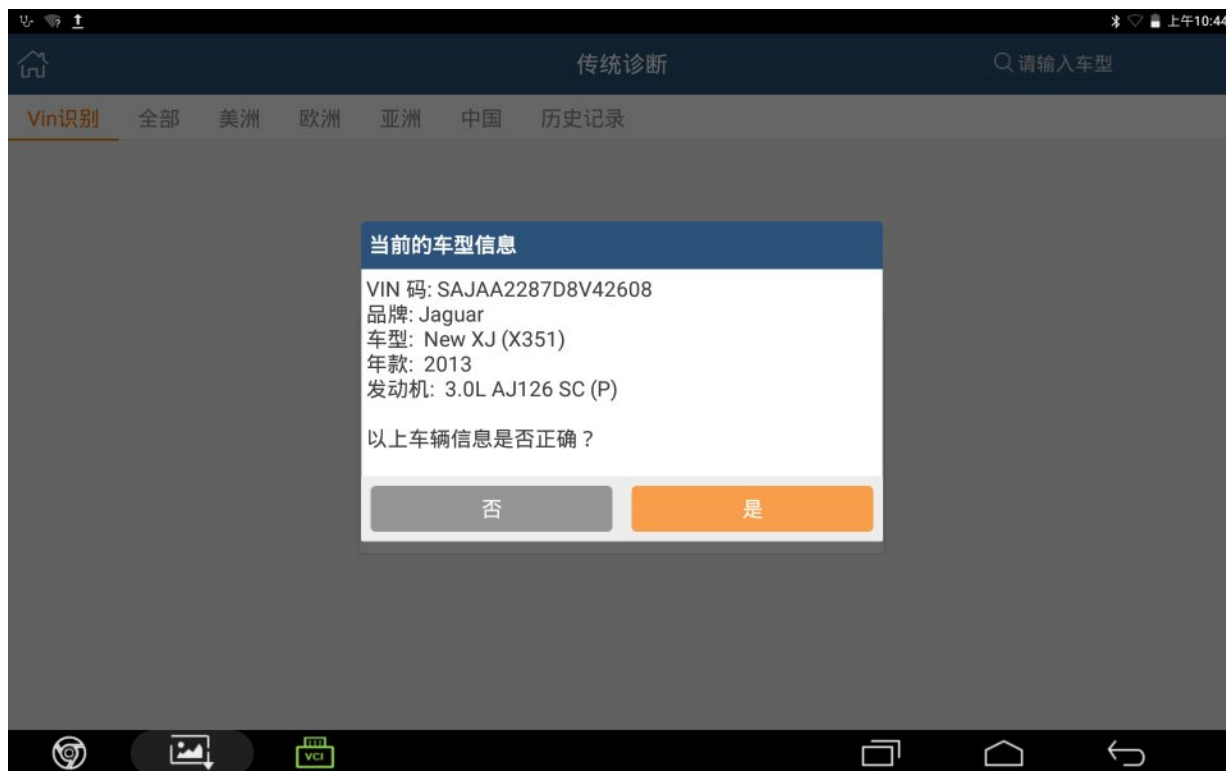 上午10:44
传统诊断
请输入车型
Vin识别 全部 美洲 欧洲 亚洲 中国 历史记录
当前的车型信息
VIN 码: SAJAA2287D8V42608
品牌: Jaguar
车型: New XJ (X351)
年款: 2013
发动机: 3.0L AJ126 SC (P)
以上车辆信息是否正确？
否 是
VCI